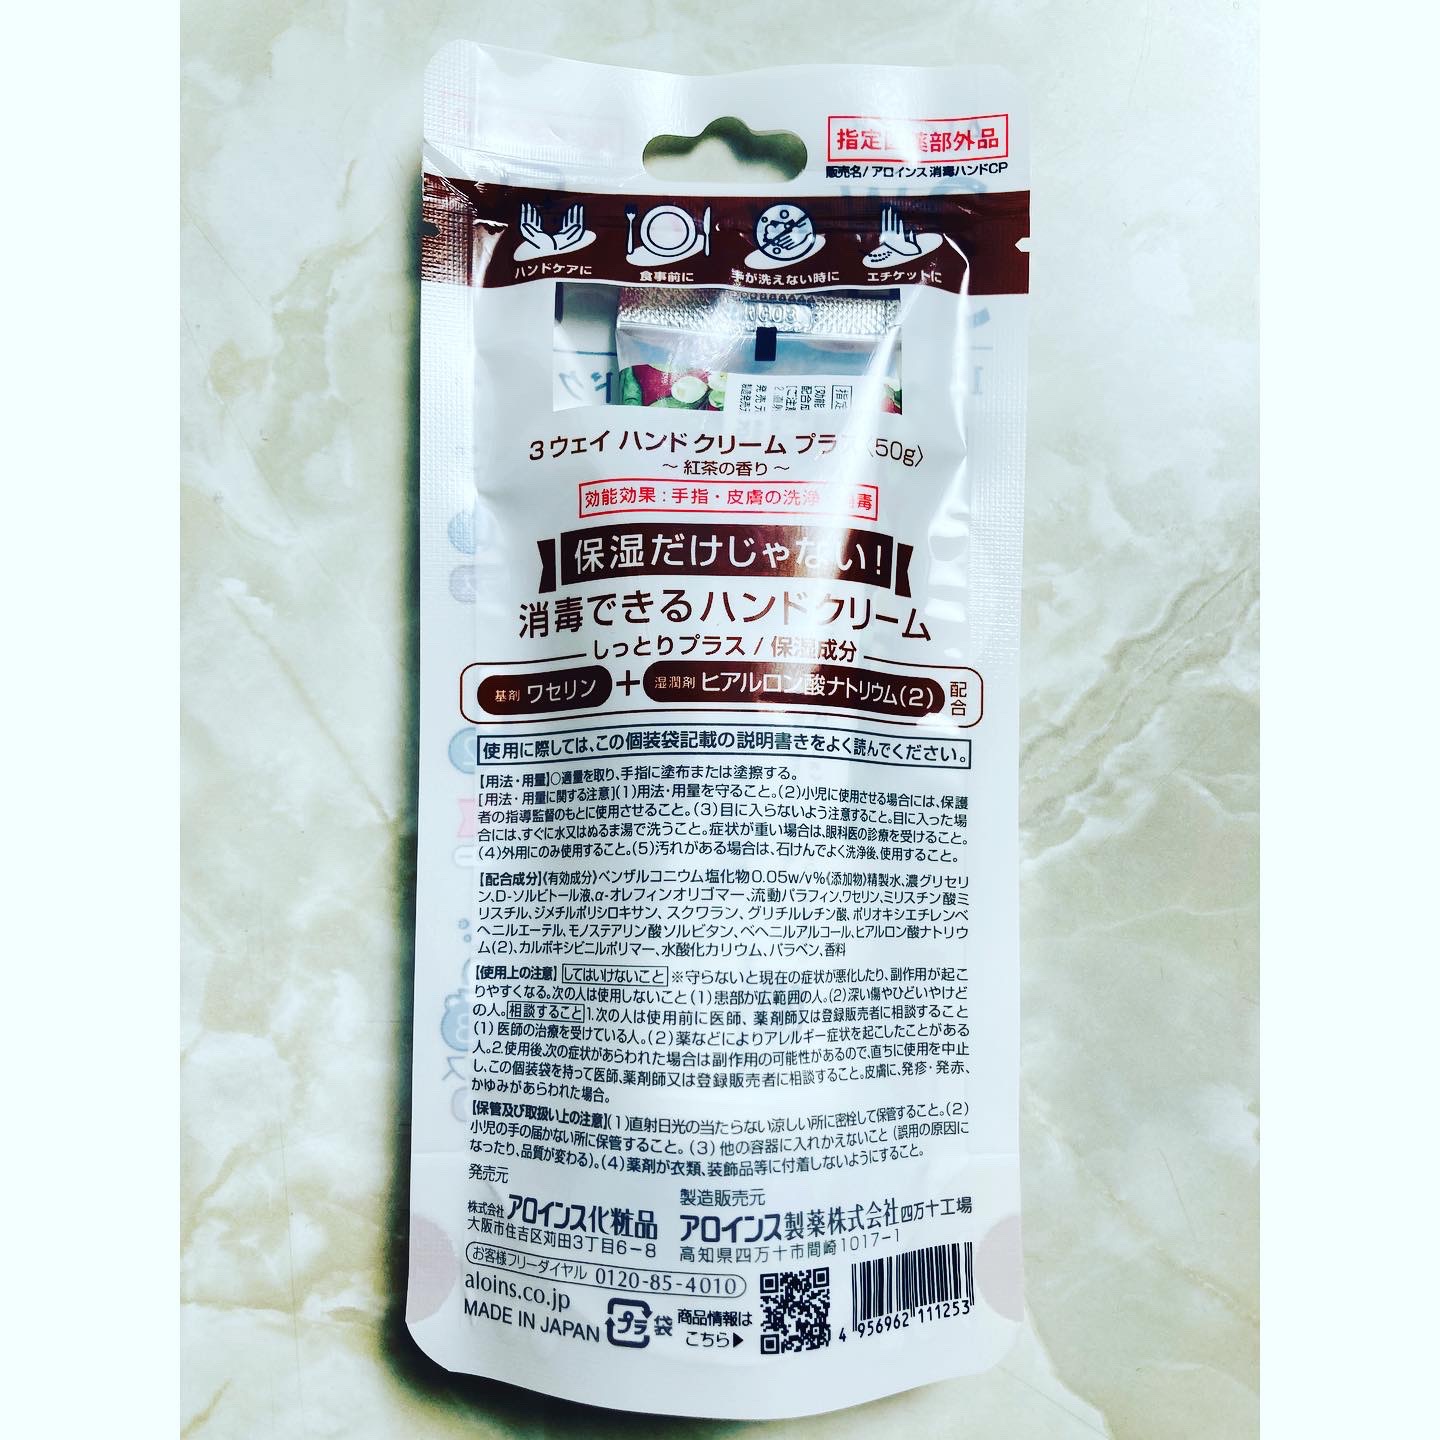 指定医薬部外品
販売名/アロインス消毒ハンドCP
ハンドケアに 食事前に 手が洗えない時に エチケットに
3ウェイ ハンドクリーム プラス〈50g〉
～紅茶の香り～
効能効果:手指・皮膚の洗浄・消毒
保湿だけじゃない!
消毒できるハンドクリーム
しっとりプラス/保湿成分
基剤 ワセリン + 湿潤剤 ヒアルロン酸ナトリウム(2) 配合
使用に際しては、この個装袋記載の説明書きをよく読んでください。
【用法・用量】○適量を取り、手指に塗布または塗擦する。
[用法・用量に関する注意](1)用法・用量を守ること。(2)小児に使用させる場合には、保護
者の指導監督のもとに使用させること。(3)目に入らないよう注意すること。目に入った場
合には、すぐに水又はぬるま湯で洗うこと。症状が重い場合は、眼科医の診療を受けること。
(4)外用にのみ使用すること。(5)汚れがある場合は、石けんでよく洗浄後、使用すること。
【配合成分】《有効成分》ベンザルコニウム塩化物0.05w/v%《添加物》精製水、濃グリセリ
ン、D-ソルビトール液、α-オレフィンオリゴマー、流動パラフィン、ワセリン、ミリスチン酸ミ
リスチル、ジメチルポリシロキサン、スクワラン、グリチルレチン酸、ポリオキシエチレンベ
ヘニルエーテル、モノステアリン酸ソルビタン、ベヘニルアルコール、ヒアルロン酸ナトリウ
ム(2)、カルボキシビニルポリマー、水酸化カリウム、パラベン、香料
【使用上の注意】 してはいけないこと ※守らないと現在の症状が悪化したり、副作用が起こ
りやすくなる。次の人は使用しないこと(1)患部が広範囲の人。(2)深い傷やひどいやけど
の人。 相談すること 1.次の人は使用前に医師、薬剤師又は登録販売者に相談すること
(1)医師の治療を受けている人。(2)薬などによりアレルギー症状を起こしたことがある
人。2.使用後、次の症状があらわれた場合は副作用の可能性があるので、直ちに使用を中止
し、この個装袋を持って医師、薬剤師又は登録販売者に相談すること。皮膚に、発疹・発赤、
かゆみがあらわれた場合。
【保管及び取扱い上の注意】(1)直射日光の当たらない涼しい所に密栓して保管すること。(2)
小児の手の届かない所に保管すること。(3)他の容器に入れかえないこと(誤用の原因に
なったり、品質が変わる)。(4)薬剤が衣類、装飾品等に付着しないようにすること。
発売元
株式会社アロインス化粧品
大阪市住吉区苅田3丁目6-8
製造販売元
アロインス製薬株式会社四万十工場
高知県四万十市間崎1017-1
お客様フリーダイヤル 0120-85-4010
aloins.co.jp
MADE IN JAPAN
プラ 袋
商品情報は
こちら▶
4 956962 111253